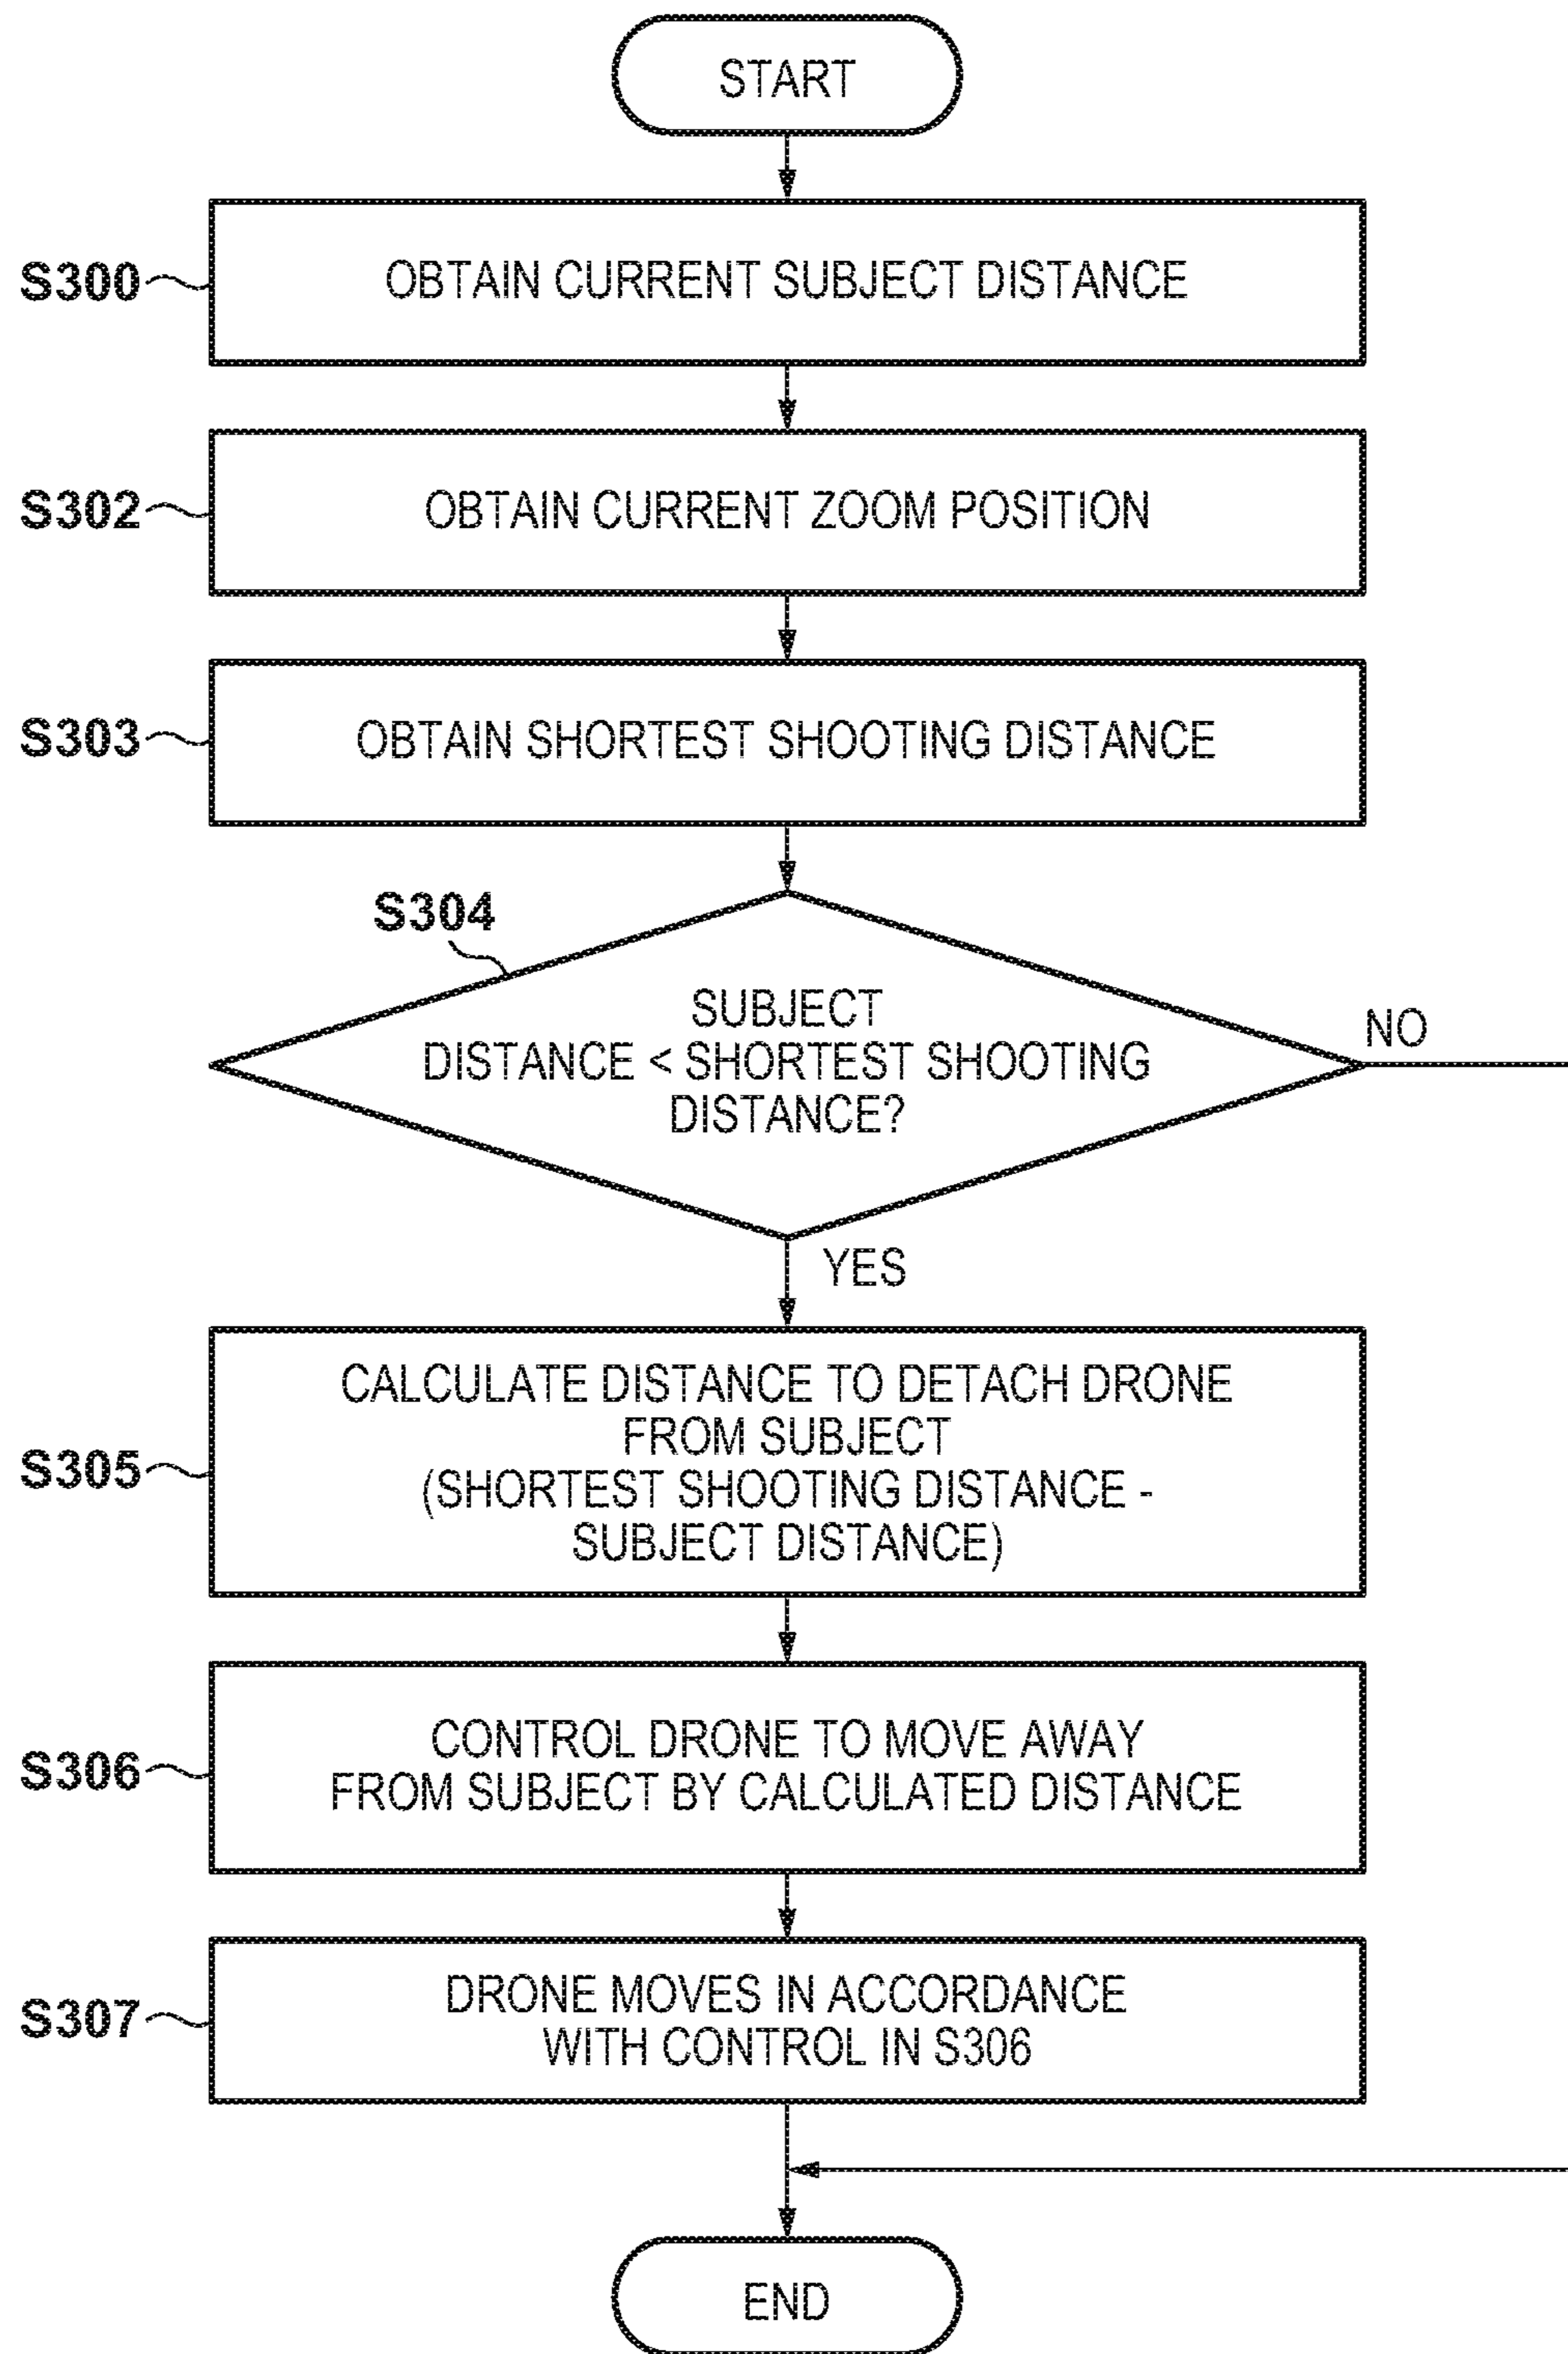 START
S300
OBTAIN CURRENT SUBJECT DISTANCE
S302
OBTAIN CURRENT ZOOM POSITION
S303
OBTAIN SHORTEST SHOOTING DISTANCE
S304
SUBJECT
DISTANCE < SHORTEST SHOOTING
DISTANCE?
NO
YES
S305
CALCULATE DISTANCE TO DETACH DRONE
FROM SUBJECT
(SHORTEST SHOOTING DISTANCE -
SUBJECT DISTANCE)
S306
CONTROL DRONE TO MOVE AWAY
FROM SUBJECT BY CALCULATED DISTANCE
S307
DRONE MOVES IN ACCORDANCE
WITH CONTROL IN S306
END